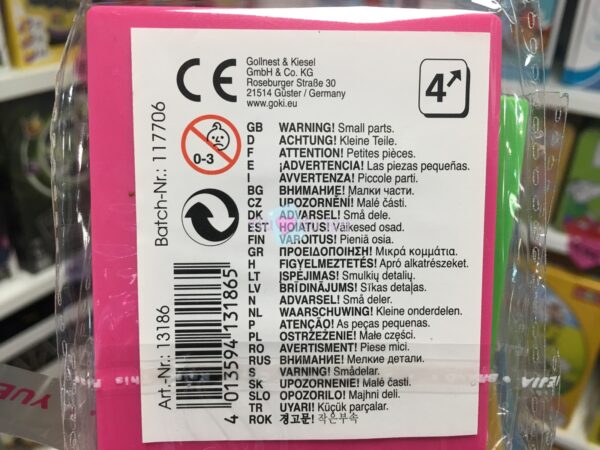 CE
Gollnest & Kiesel
GmbH & Co. KG
Roseburger Straße 30
21514 Güster / Germany
www.goki.eu
4
0-3
Batch-Nr.: 117706
Art.-Nr.: 13186
4 013594 131865
GB WARNING! Small parts.
D ACHTUNG! Kleine Teile.
F ATTENTION! Petites pièces.
E ¡ADVERTENCIA! Las piezas pequeñas.
I AVVERTENZA! Piccole parti.
BG ВНИМАНИЕ! Малки части.
CZ UPOZORNĚNÍ! Malé části.
DK ADVARSEL! Små dele.
EST HOIATUS! Väikesed osad.
FIN VAROITUS! Pieniä osia.
GR ΠΡΟΕΙΔΟΠΟΙΗΣΗ! Μικρά κομμάτια.
H FIGYELMEZTETÉS! Apró alkatrészeket.
LT ĮSPĖJIMAS! Smulkių detalių.
LV BRĪDINĀJUMS! Sīkas detaļas.
N ADVARSEL! Små deler.
NL WAARSCHUWING! Kleine onderdelen.
P ATENÇÃO! As peças pequenas.
PL OSTRZEŻENIE! Małe części.
RO AVERTISMENT! Piese mici.
RUS ВНИМАНИЕ! Мелкие детали.
S VARNING! Smådelar.
SK UPOZORNENIE! Malé časti.
SLO OPOZORILO! Majhni deli.
TR UYARI! Küçük parçalar.
ROK 경고문! 작은부속